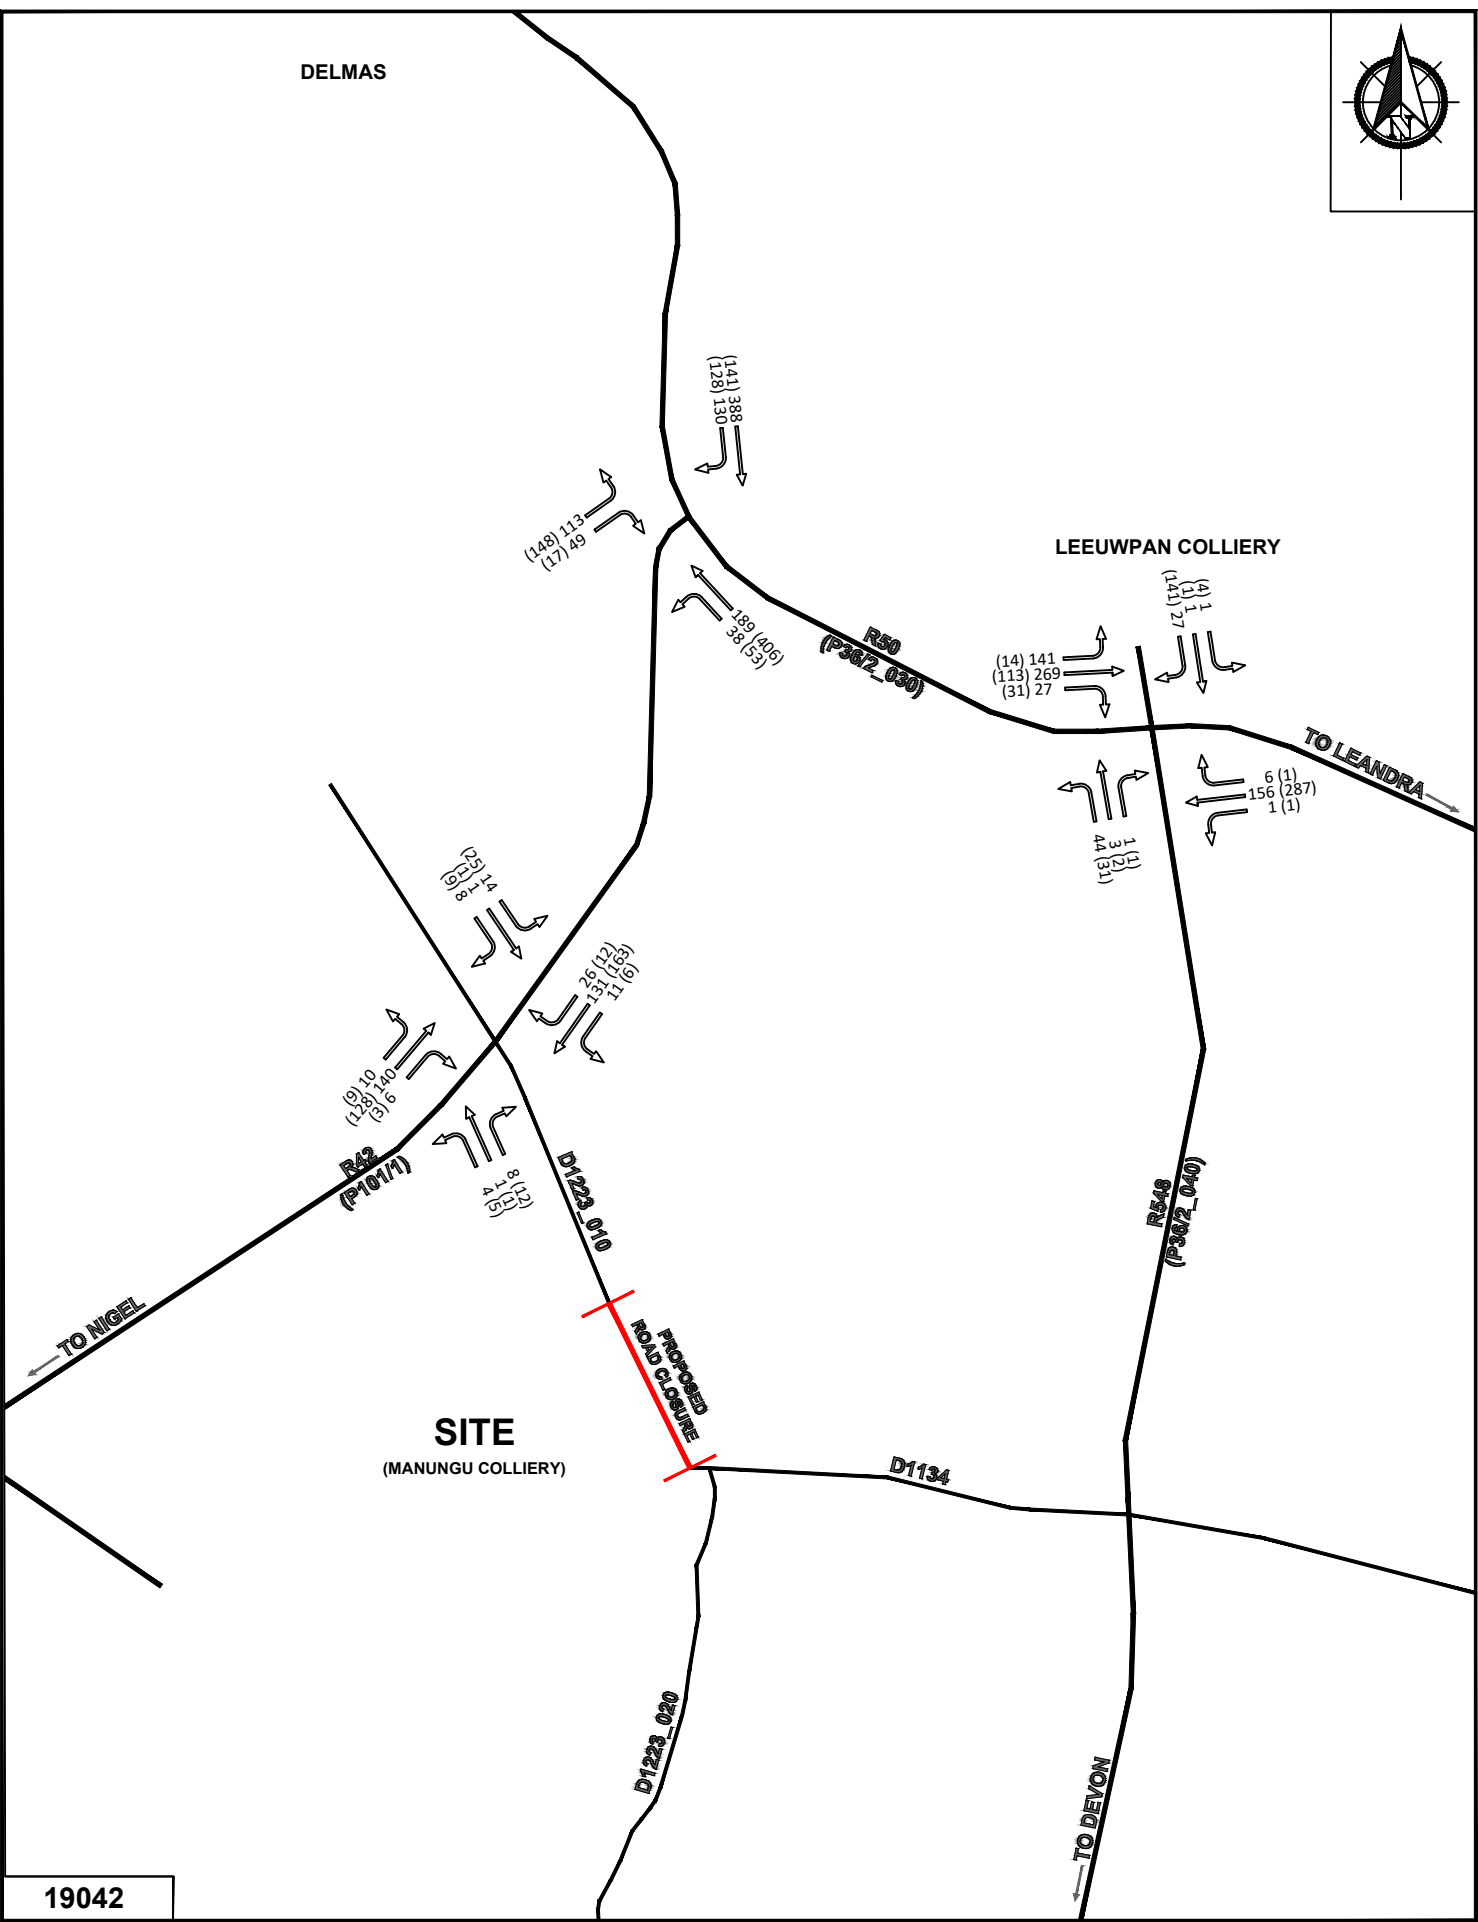 DELMAS
N
(141) 388
(128) 130
(148) 113
(17) 49
189 (406)
38 (53)
R50
(P36/2_030)
LEEUWPAN COLLIERY
(4) 1
(1) 1
(141) 27
(14) 141
(113) 269
(31) 27
6 (1)
156 (287)
1 (1)
1 (1)
3 (2)
44 (31)
TO LEANDRA
(25) 14
(1) 1
(9) 8
26 (12)
131 (163)
11 (6)
(9) 10
(128) 140
(3) 6
8 (12)
1 (1)
4 (5)
R42
(P101/1)
D1223_010
R548
(P36/2_040)
TO NIGEL
PROPOSED
ROAD CLOSURE
SITE
(MANUNGU COLLIERY)
D1134
D1223_020
TO DEVON
19042